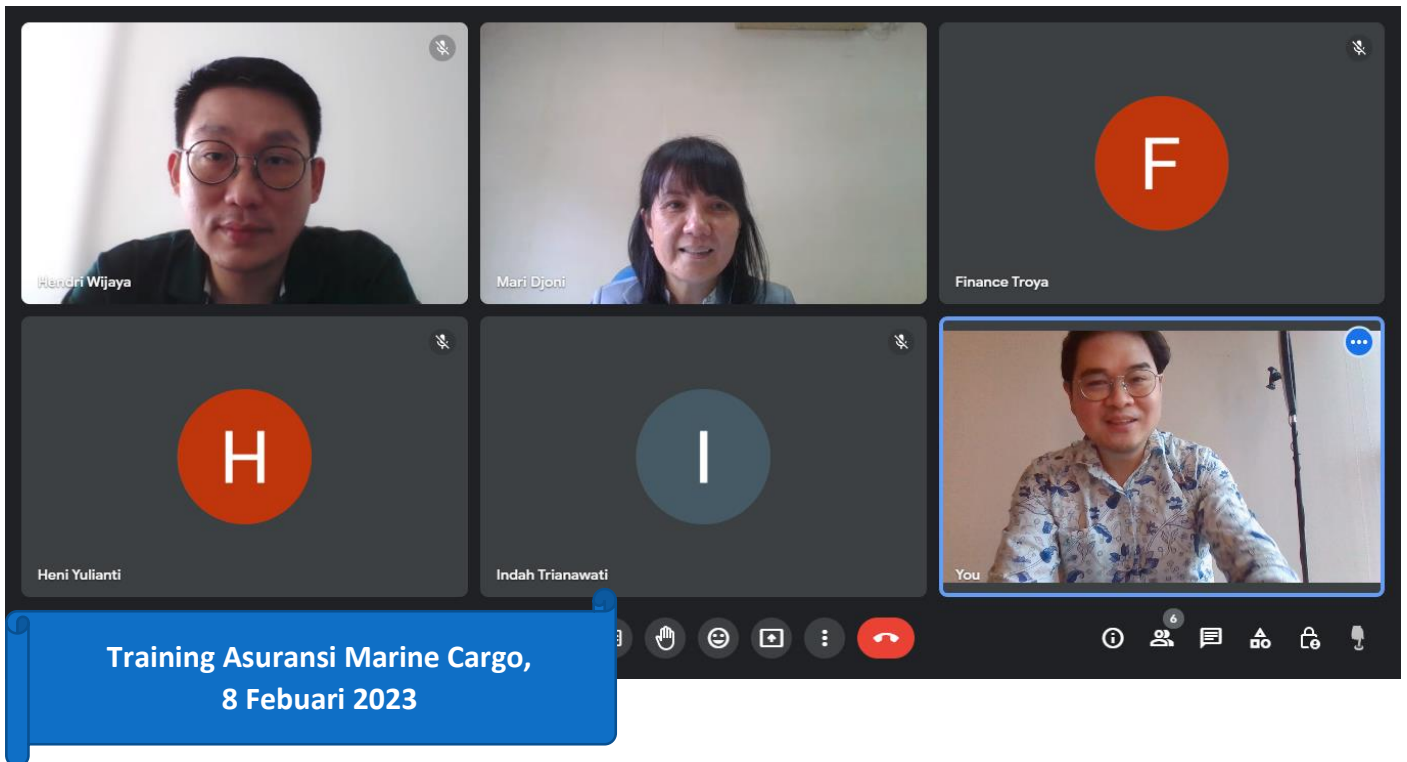 Hendri Wijaya
Mari Djoni
F
Finance Troya
H
Heni Yulianti
I
Indah Trianawati
You
6
Training Asuransi Marine Cargo,
8 Febuari 2023